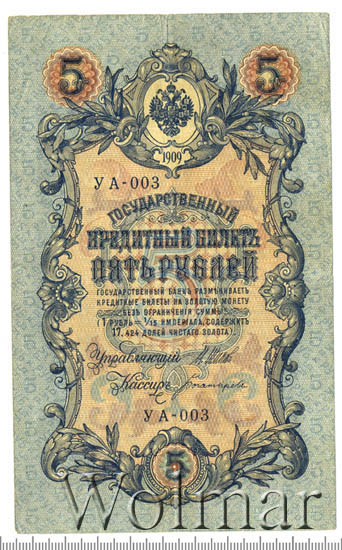 5 5
1909
УА-003
ГОСУДАРСТВЕННЫЙ
КРЕДИТНЫЙ БИЛЕТЪ
ПЯТЬ РУБЛЕЙ
ГОСУДАРСТВЕННЫЙ БАНКЪ РАЗМѢНИВАЕТЪ
КРЕДИТНЫЕ БИЛЕТЫ НА ЗОЛОТУЮ МОНЕТУ
БЕЗЪ ОГРАНИЧЕНІЯ СУММЫ
(1 РУБЛЬ = 1/15 ИМПЕРІАЛА, СОДЕРЖИТЪ
17,424 ДОЛЕЙ ЧИСТАГО ЗОЛОТА).
Управляющій
Кассиръ
УА-003
5
Wolmar